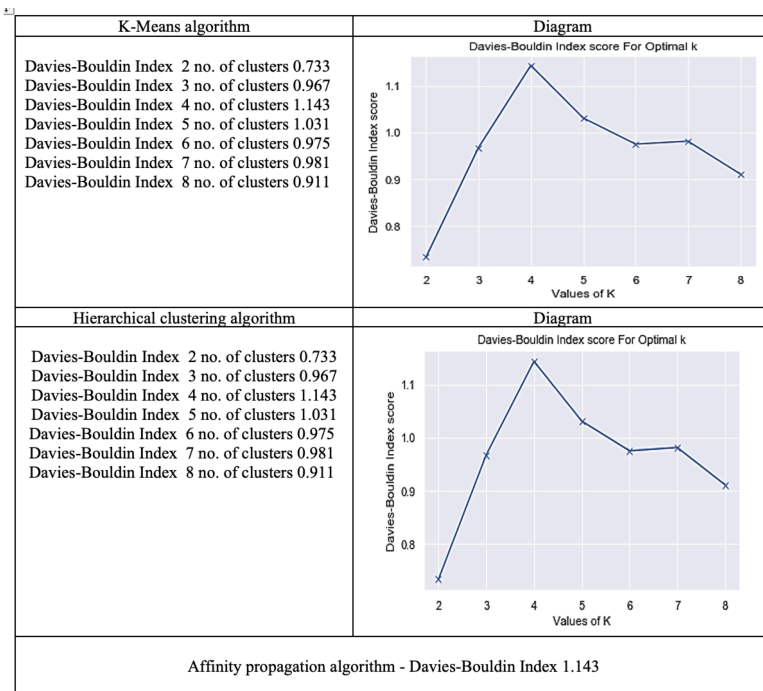 K-Means algorithm
Diagram
Davies-Bouldin Index 2 no. of clusters 0.733
Davies-Bouldin Index 3 no. of clusters 0.967
Davies-Bouldin Index 4 no. of clusters 1.143
Davies-Bouldin Index 5 no. of clusters 1.031
Davies-Bouldin Index 6 no. of clusters 0.975
Davies-Bouldin Index 7 no. of clusters 0.981
Davies-Bouldin Index 8 no. of clusters 0.911
Davies-Bouldin Index score For Optimal k
Davies-Bouldin Index score
1.1
1.0
0.9
0.8
2 3 4 5 6 7 8
Values of K
Hierarchical clustering algorithm
Diagram
Davies-Bouldin Index 2 no. of clusters 0.733
Davies-Bouldin Index 3 no. of clusters 0.967
Davies-Bouldin Index 4 no. of clusters 1.143
Davies-Bouldin Index 5 no. of clusters 1.031
Davies-Bouldin Index 6 no. of clusters 0.975
Davies-Bouldin Index 7 no. of clusters 0.981
Davies-Bouldin Index 8 no. of clusters 0.911
Davies-Bouldin Index score For Optimal k
Davies-Bouldin Index score
1.1
1.0
0.9
0.8
2 3 4 5 6 7 8
Values of K
Affinity propagation algorithm - Davies-Bouldin Index 1.143